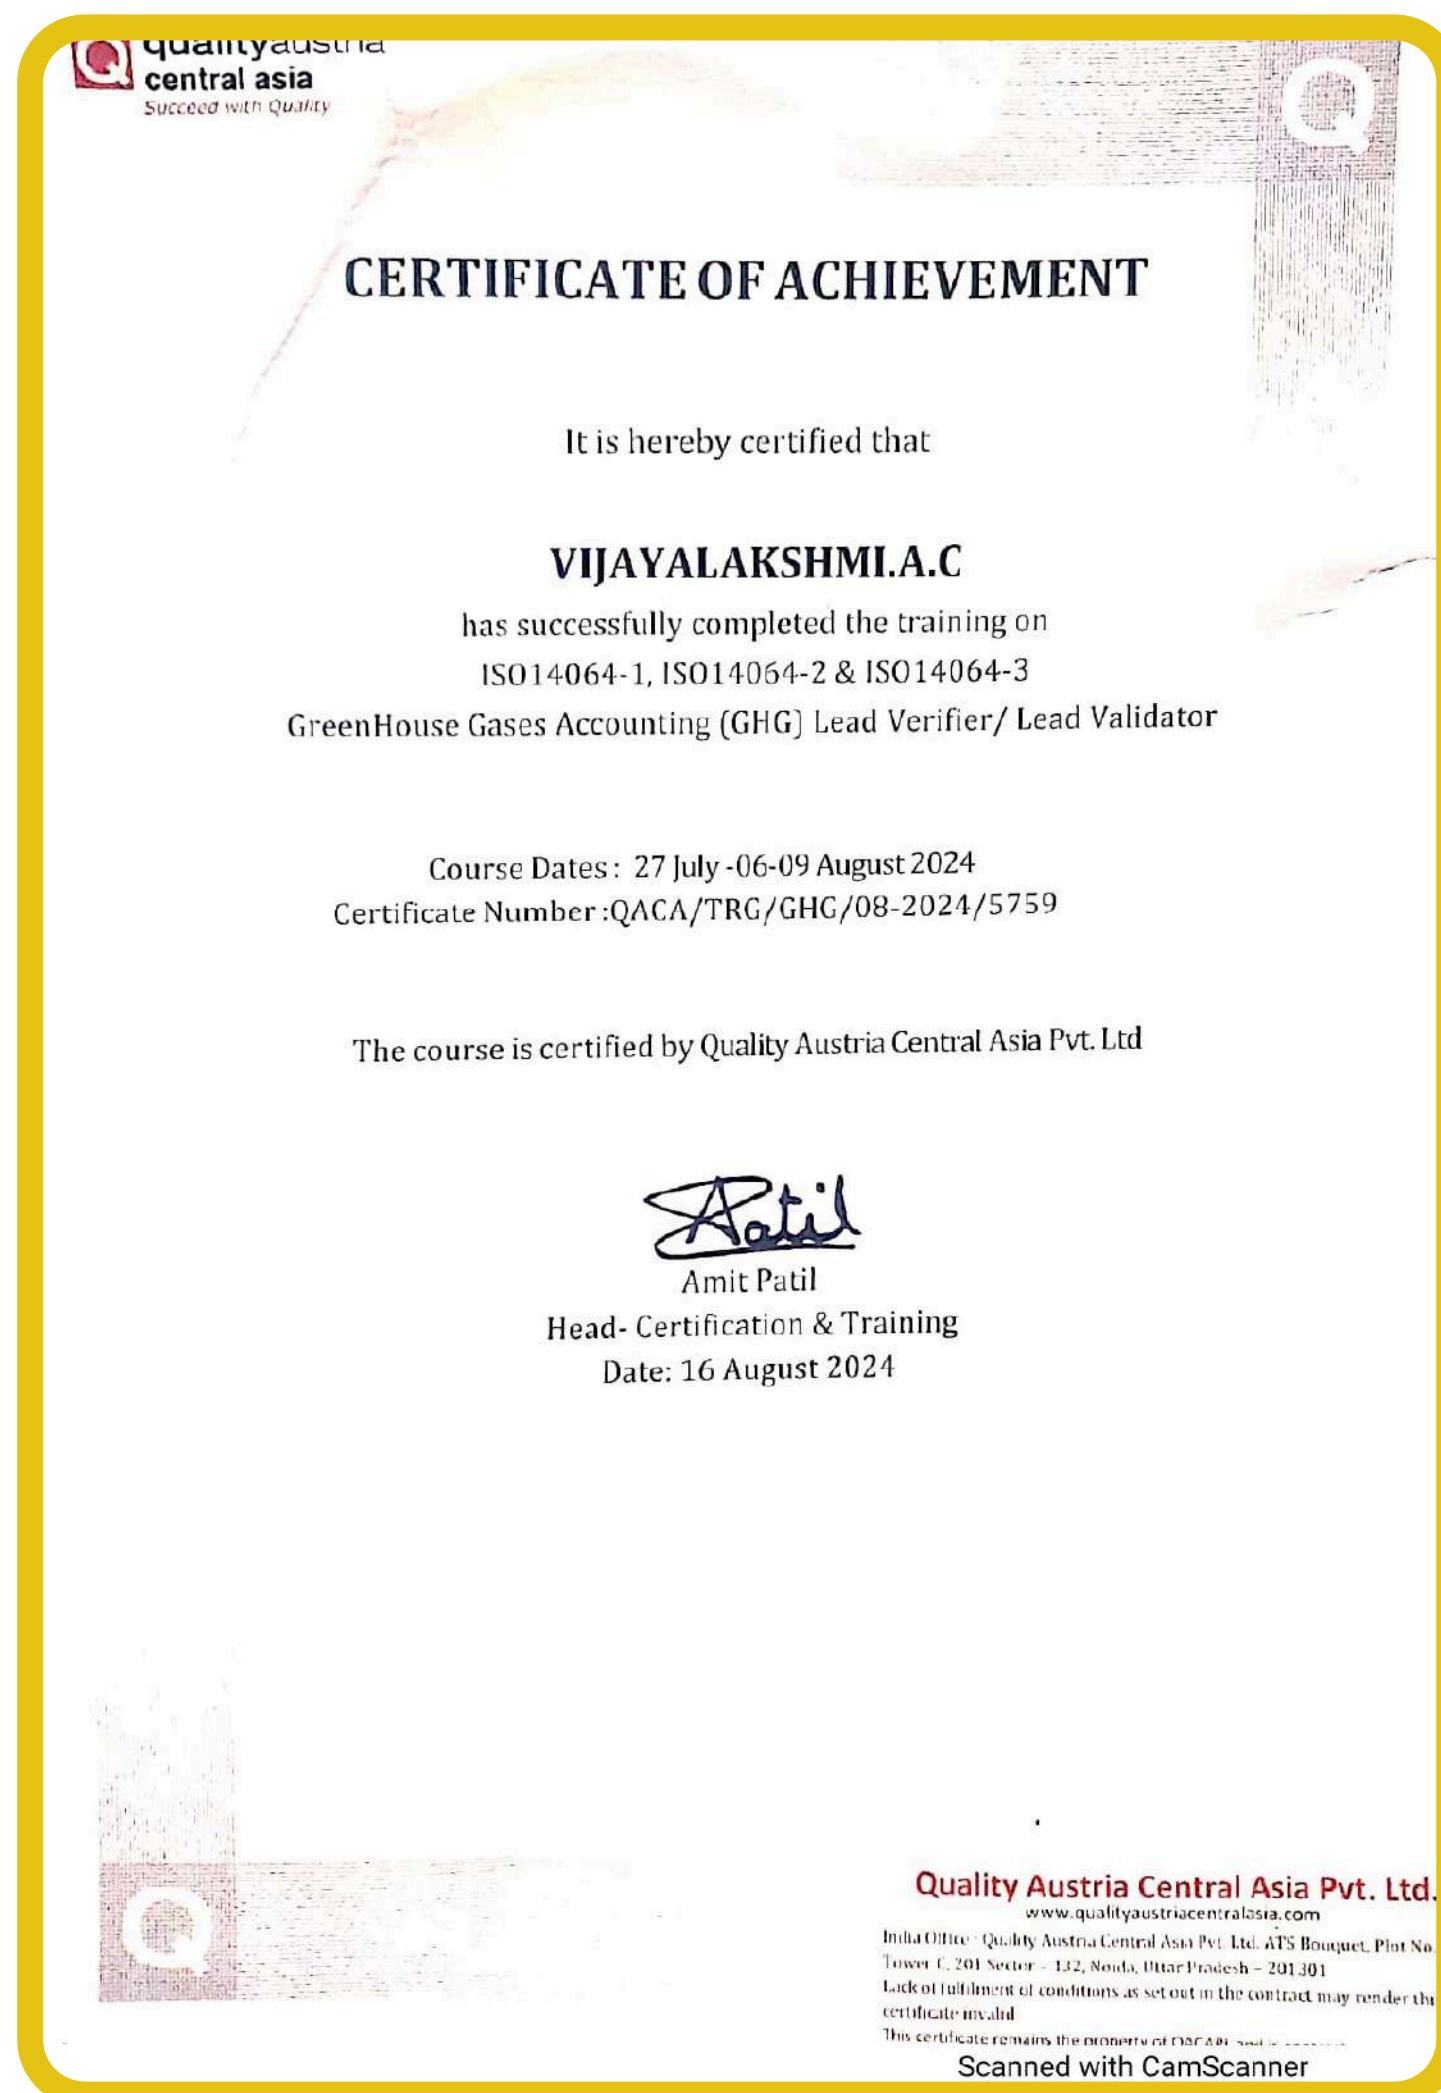 qualityaustria
central asia
Succeed with Quality
CERTIFICATE OF ACHIEVEMENT
It is hereby certified that
VIJAYALAKSHMI.A.C
has successfully completed the training on
ISO14064-1, ISO14064-2 & ISO14064-3
GreenHouse Gases Accounting (GHG) Lead Verifier/ Lead Validator
Course Dates: 27 July -06-09 August 2024
Certificate Number :QACA/TRG/GHG/08-2024/5759
The course is certified by Quality Austria Central Asia Pvt. Ltd
Patil
Amit Patil
Head- Certification & Training
Date: 16 August 2024
Quality Austria Central Asia Pvt. Ltd.
www.qualityaustriacentralasia.com
India Office : Quality Austria Central Asia Pvt. Ltd. ATS Bouquet, Plot No.
Tower C, 201 Sector - 132, Noida, Uttar Pradesh – 201301
Lack of fulfilment of conditions as set out in the contract may render
certificate invalid
This certificate remains the property of
Scanned with CamScanner